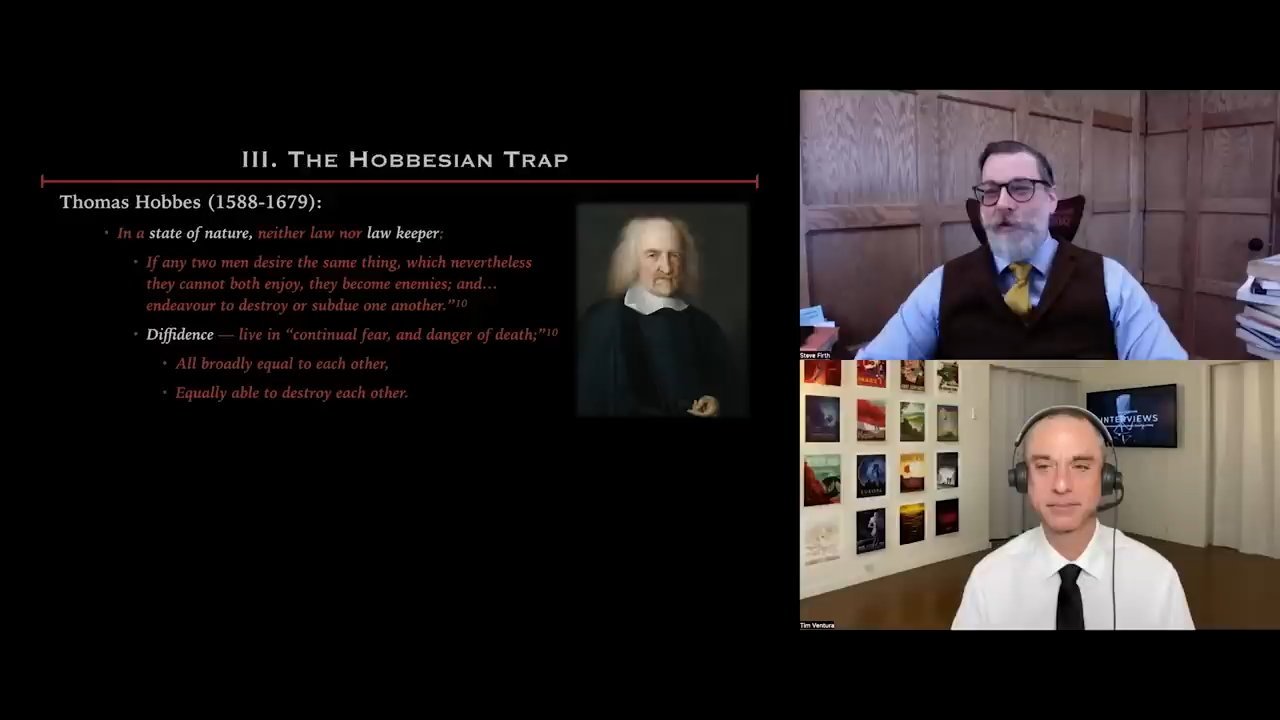 III. The Hobbesian Trap
Thomas Hobbes (1588-1679):
• In a state of nature, neither law nor law keeper;
• If any two men desire the same thing, which nevertheless
they cannot both enjoy, they become enemies; and…
endeavour to destroy or subdue one another.”10
• Diffidence — live in “continual fear, and danger of death;”10
• All broadly equal to each other,
• Equally able to destroy each other.
Steve Firth
INTERVIEWS
Tim Ventura